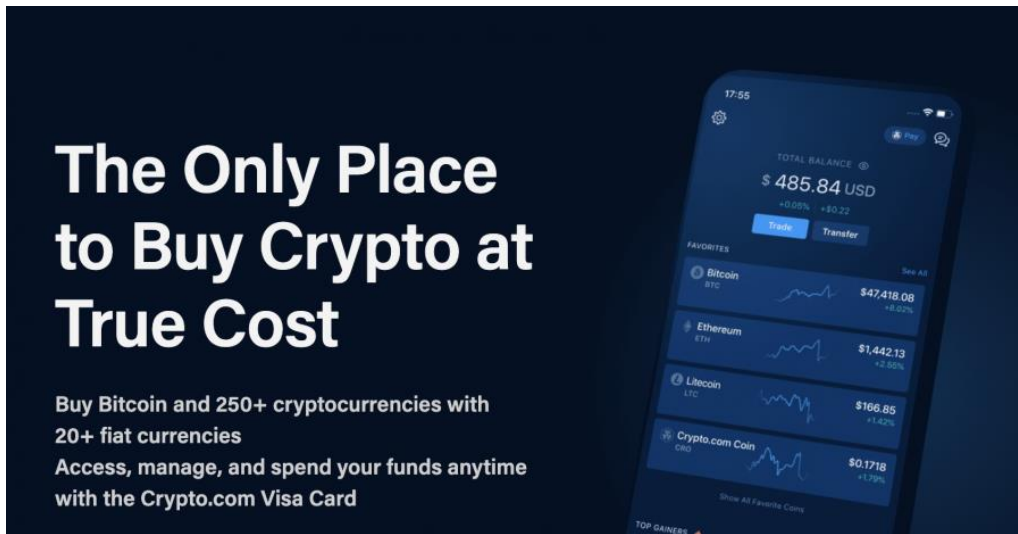 The Only Place
to Buy Crypto at
True Cost
Buy Bitcoin and 250+ cryptocurrencies with
20+ fiat currencies
Access, manage, and spend your funds anytime
with the Crypto.com Visa Card
17:55
Pay
TOTAL BALANCE
$ 485.84 USD
+0.05% +$0.22
Trade Transfer
FAVORITES
See All
Bitcoin $47,418.08
BTC +8.02%
Ethereum $1,442.13
ETH +2.55%
Litecoin $166.85
LTC +1.42%
Crypto.com Coin $0.1718
CRO +1.79%
Show All Favorite Coins
TOP GAINERS